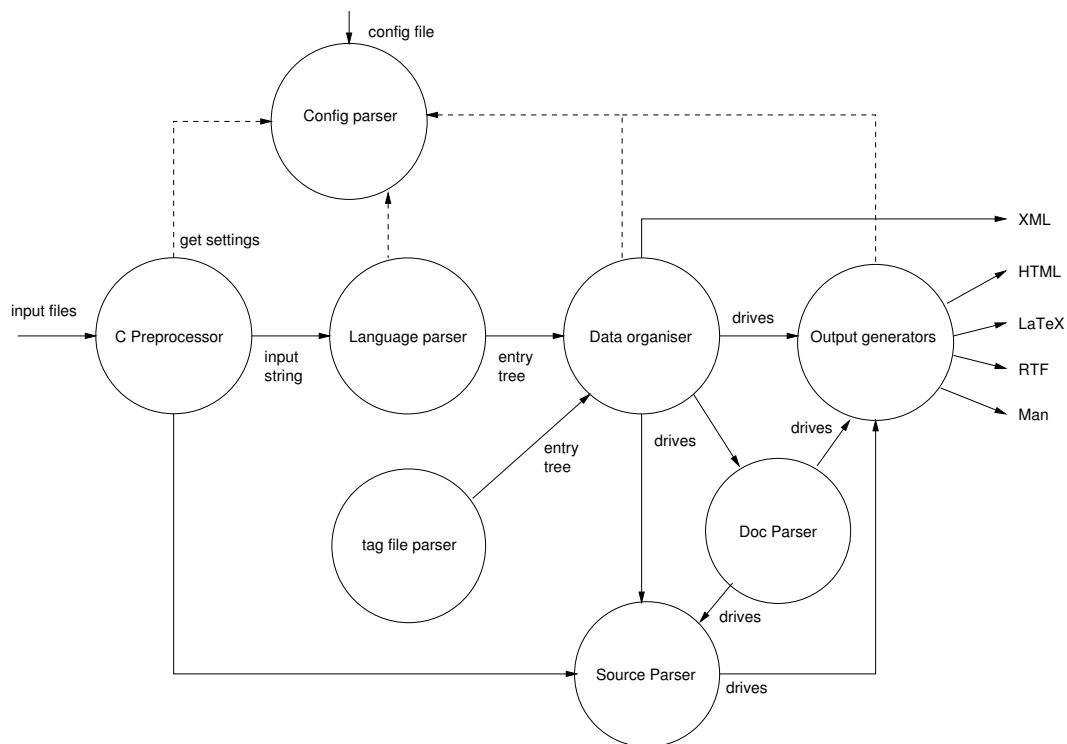 config file
Config parser
get settings
XML
HTML
input files
drives
LaTeX
C Preprocessor
Language parser
Data organiser
Output generators
input
string
entry
tree
RTF
Man
drives
drives
entry
tree
Doc Parser
tag file parser
drives
Source Parser
drives